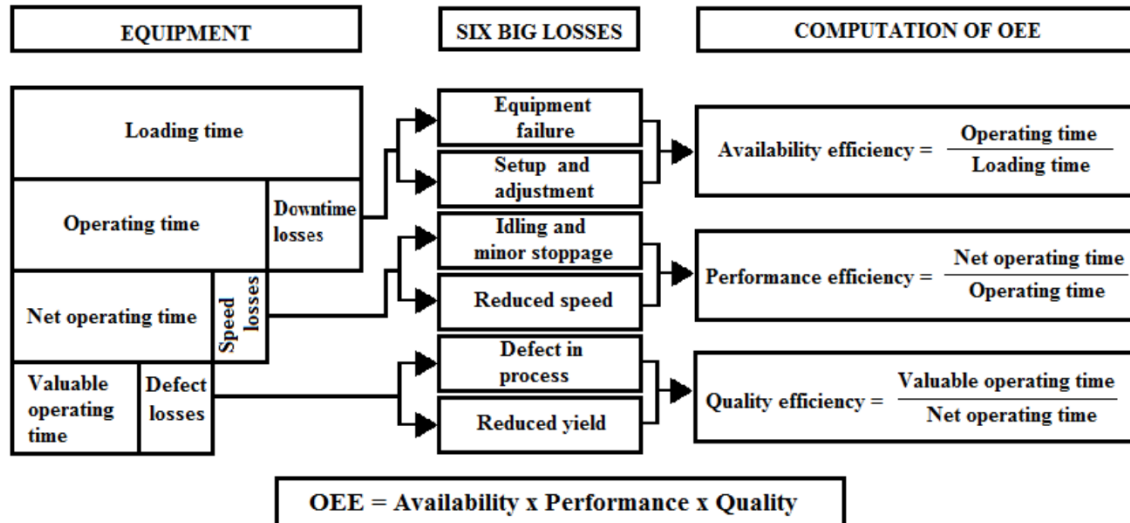 EQUIPMENT
SIX BIG LOSSES
COMPUTATION OF OEE
Loading time
Operating time
Downtime
losses
Net operating time
Speed
losses
Valuable
operating
time
Defect
losses
Equipment
failure
Setup and
adjustment
Idling and
minor stoppage
Reduced speed
Defect in
process
Reduced yield
Availability efficiency = Operating time
Loading time
Performance efficiency = Net operating time
Operating time
Quality efficiency = Valuable operating time
Net operating time
OEE = Availability x Performance x Quality